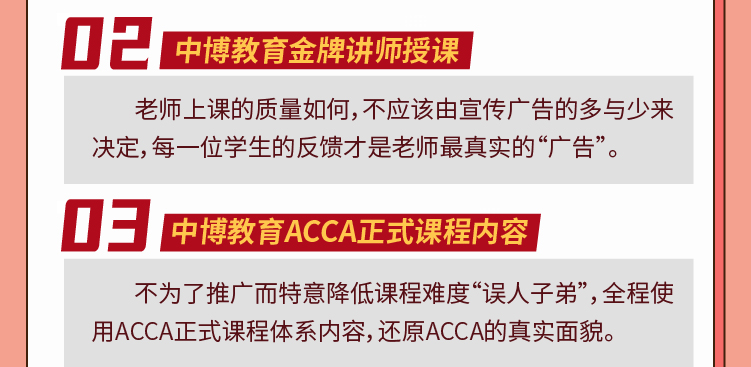 02 中博教育金牌讲师授课
老师上课的质量如何,不应该由宣传广告的多与少来
决定,每一位学生的反馈才是老师最真实的“广告”。
03 中博教育ACCA正式课程内容
不为了推广而特意降低课程难度“误人子弟”,全程使
用ACCA正式课程体系内容,还原ACCA的真实面貌。